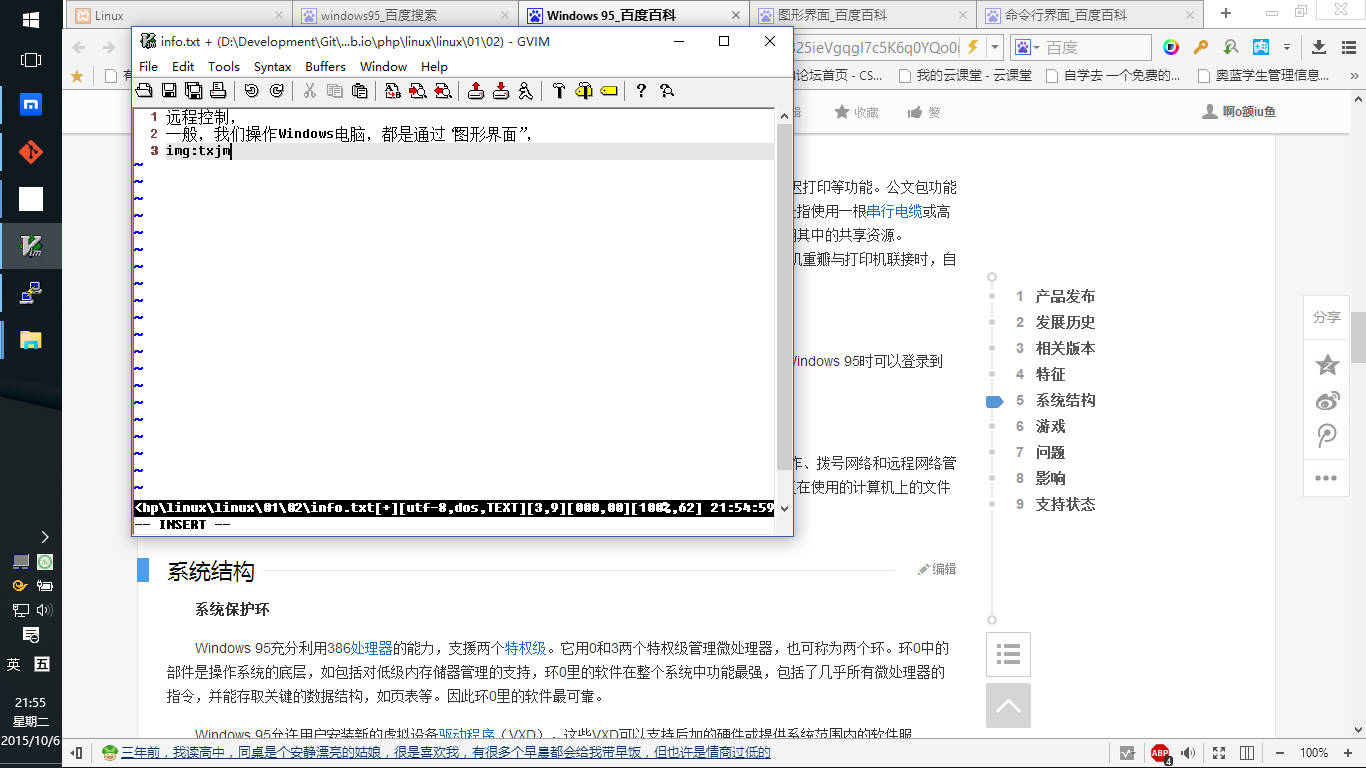 Linux
windows95_百度搜索
Windows 95_百度百科
图形界面_百度百科
命令行界面_百度百科
info.txt + (D:\Development\Git\...b.io\php\linux\linux\01\02) - GVIM
File Edit Tools Syntax Buffers Window Help
百度
论坛首页 - CS...
我的云课堂 - 云课堂
自学去 一个免费的...
奥蓝学生管理信息...
收藏
赞
啊o额iu鱼
1 远程控制，
2 一般，我们操作Windows电脑，都是通过“图形界面”，
3 img:txjm
迟打印等功能。公文包功能
指使用一根串行电缆或高
其中的共享资源。
机重瓣与打印机联接时，自
Windows 95时可以登录到
作、拨号网络和远程网络管
在使用的计算机上的文件
1 产品发布
2 发展历史
3 相关版本
4 特征
5 系统结构
6 游戏
7 问题
8 影响
9 支持状态
分享
<hp\linux\linux\01\02\info.txt[+][utf-8,dos,TEXT][3,9][000,00][100%,62] 21:54:59
-- INSERT --
系统结构
编辑
系统保护环
Windows 95充分利用386处理器的能力，支援两个特权级。它用0和3两个特权级管理微处理器，也可称为两个环。环0中的
部件是操作系统的底层，如包括对低级内存储器管理的支持，环0里的软件在整个系统中功能最强，包括了几乎所有微处理器的
指令，并能存取关键的数据结构，如页表等。因此环0里的软件最可靠。
Windows 95允许用户安装新的虚拟设备驱动程序（VXD），这些VXD可以支持后加的硬件或提供系统范围内的软件服
英 五
21:55
星期二
2015/10/6
三年前，我读高中，同桌是个安静漂亮的姑娘，很是喜欢我，有很多个早晨都会给我带早饭，但也许是情商过低的
ABP
4
100%